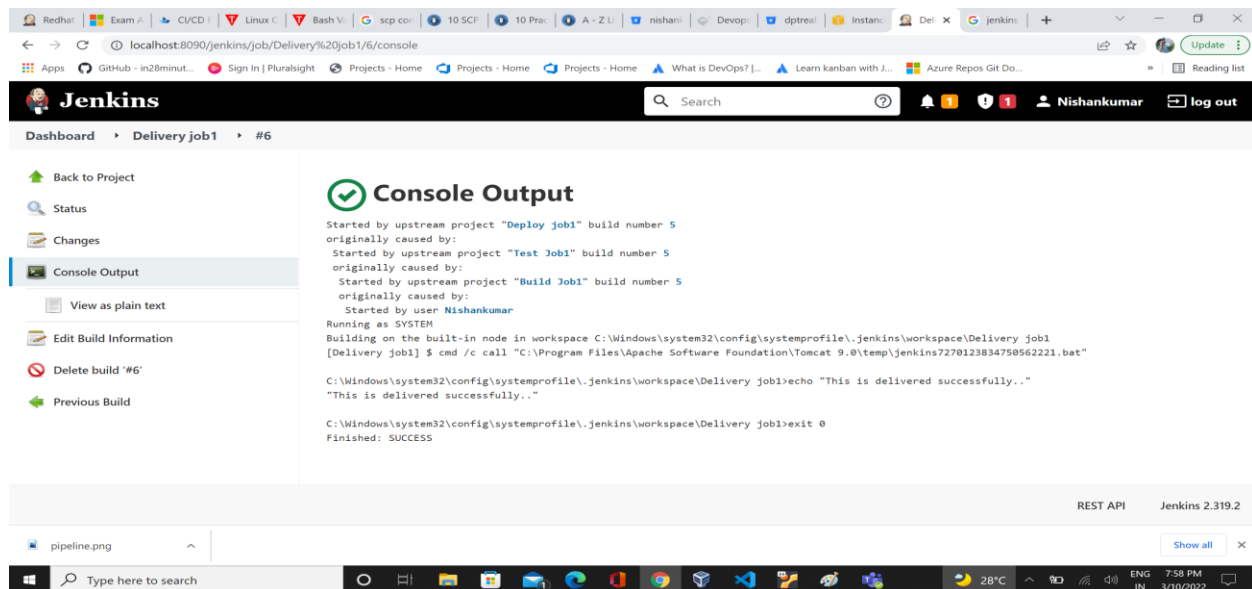 Redhat
Exam A
CI/CD
Linux C
Bash V
scp co
10 SCP
10 Prac
A - Z Li
nishan
Devop
dptreal
Instanc
Del
jenkins
localhost:8090/jenkins/job/Delivery%20job1/6/console
Update
Apps GitHub - in28minut... Sign In | Pluralsight Projects - Home Projects - Home Projects - Home What is DevOps? |... Learn kanban with J... Azure Repos Git Do... » Reading list
Jenkins
Search
1
1
Nishankumar
log out
Dashboard Delivery job1 #6
Back to Project
Status
Changes
Console Output
View as plain text
Edit Build Information
Delete build '#6'
Previous Build
Console Output
Started by upstream project "Deploy job1" build number 5
originally caused by:
Started by upstream project "Test Job1" build number 5
originally caused by:
Started by upstream project "Build Job1" build number 5
originally caused by:
Started by user Nishankumar
Running as SYSTEM
Building on the built-in node in workspace C:\Windows\system32\config\systemprofile\.jenkins\workspace\Delivery job1
[Delivery job1] $ cmd /c call "C:\Program Files\Apache Software Foundation\Tomcat 9.0\temp\jenkins7270123834750562221.bat"
C:\Windows\system32\config\systemprofile\.jenkins\workspace\Delivery job1>echo "This is delivered successfully.."
"This is delivered successfully.."
C:\Windows\system32\config\systemprofile\.jenkins\workspace\Delivery job1>exit 0
Finished: SUCCESS
REST API Jenkins 2.319.2
pipeline.png
Show all
Type here to search
28°C
ENG
IN
7:58 PM
3/10/2022